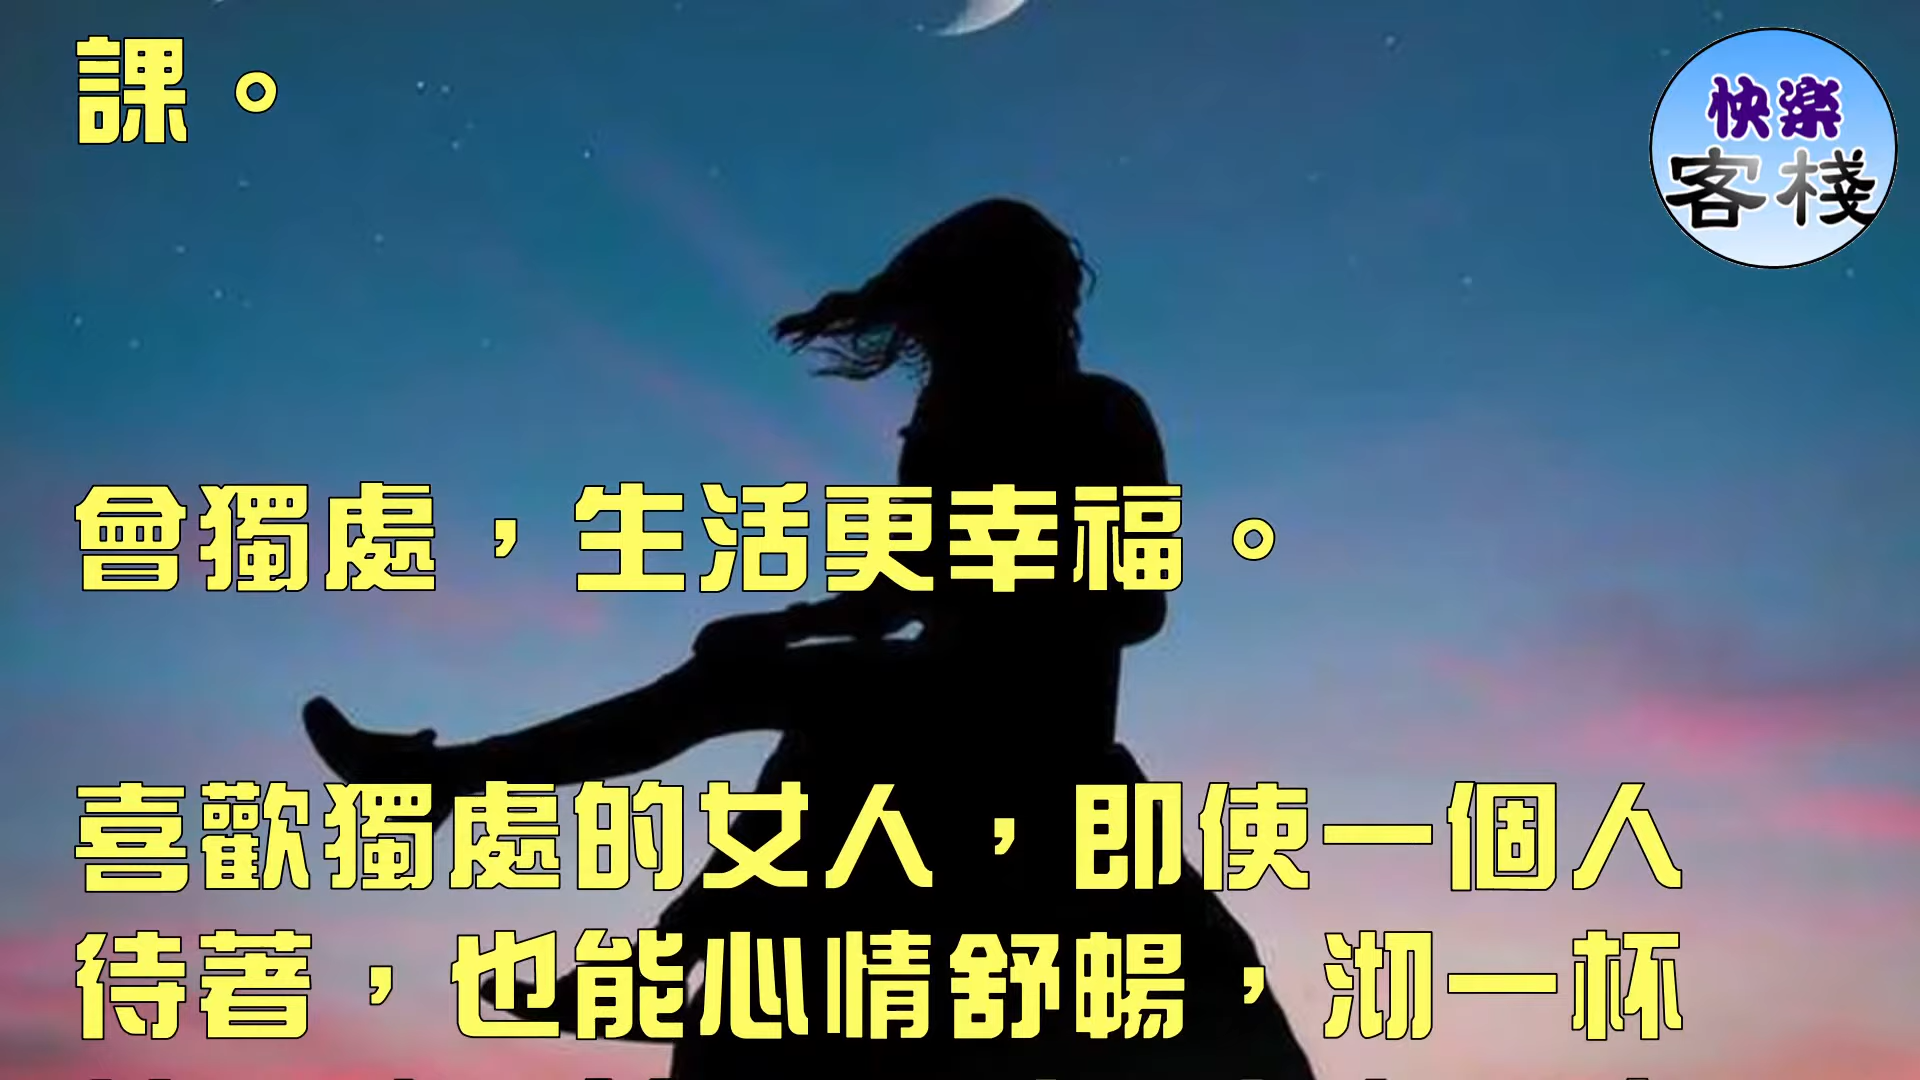 課。
快樂
客棧
會獨處，生活更幸福。
喜歡獨處的女人，即使一個人
待著，也能心情舒暢，沏一杯